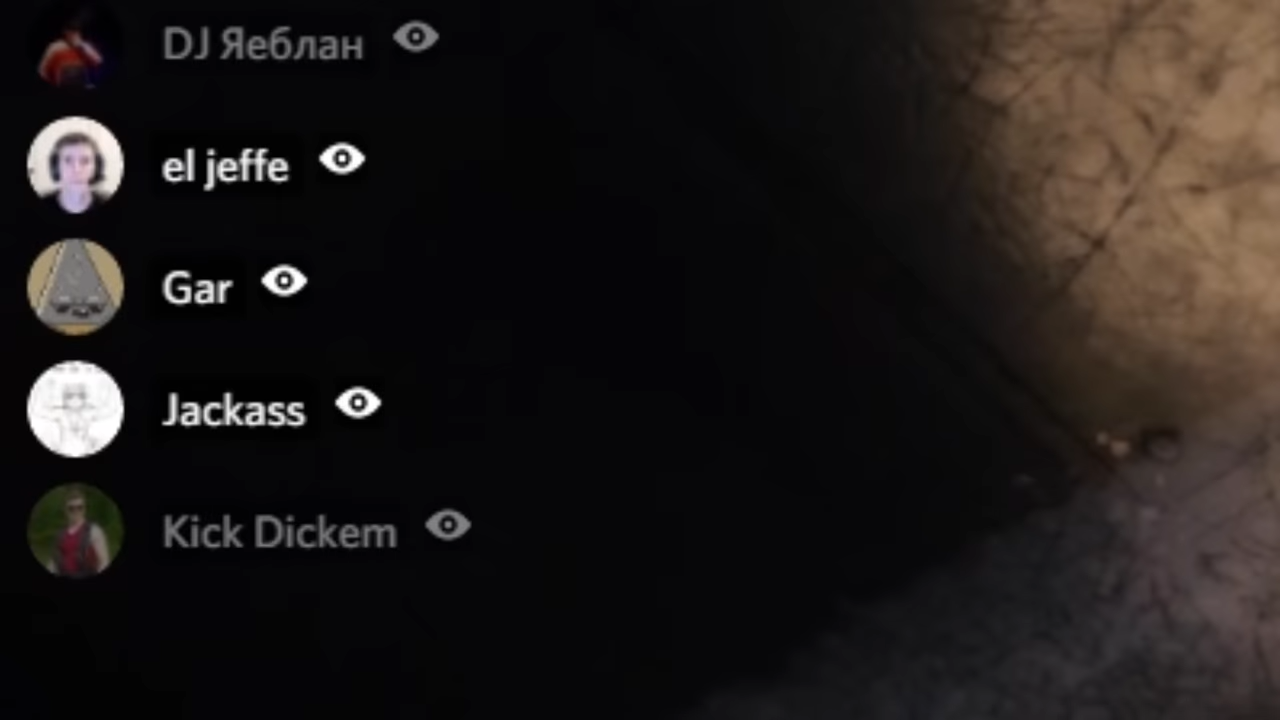 DJ Яеблан
el jeffe
Gar
Jackass
Kick Dickem